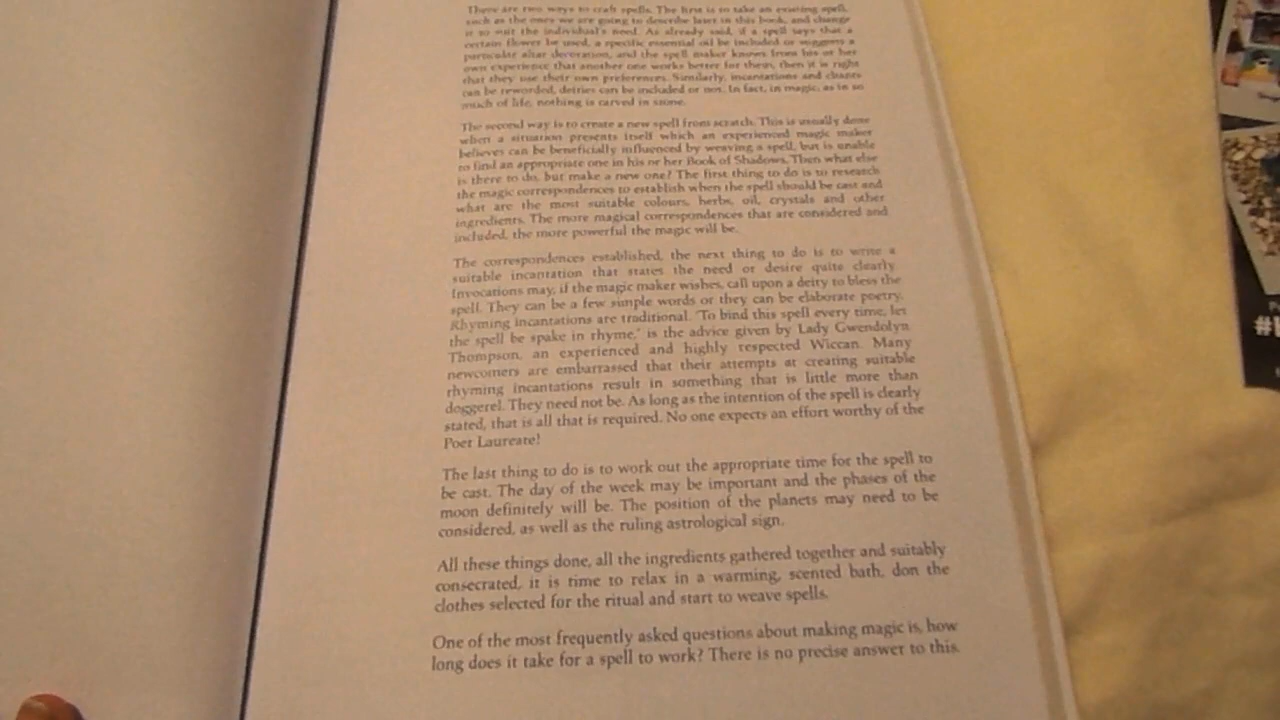 There are two ways to craft spells. The first is to take an existing spell,
such as the ones we are going to describe later in this book, and change
it to suit the individual's need. As already said, if a spell says that a
certain flower be used, a specific essential oil be included or suggests a
particular altar decoration, and the spell maker knows from his or her
own experience that another one works better for them, then it is right
that they use their own preferences. Similarly, incantations and chants
can be reworded, deities can be included or not. In fact, in magic, as in so
much of life, nothing is carved in stone.
The second way is to create a new spell from scratch. This is usually done
when a situation presents itself which an experienced magic maker
believes can be beneficially influenced by weaving a spell, but is unable
to find an appropriate one in his or her Book of Shadows. Then what else
is there to do, but make a new one? The first thing to do is to research
the magic correspondences to establish when the spell should be cast and
what are the most suitable colours, herbs, oil, crystals and other
ingredients. The more magical correspondences that are considered and
included, the more powerful the magic will be.
The correspondences established, the next thing to do is to write a
suitable incantation that states the need or desire quite clearly.
Invocations may, if the magic maker wishes, call upon a deity to bless the
spell. They can be a few simple words or they can be elaborate poetry.
Rhyming incantations are traditional. 'To bind this spell every time, let
the spell be spake in rhyme,' is the advice given by Lady Gwendolyn
Thompson, an experienced and highly respected Wiccan. Many
newcomers are embarrassed that their attempts at creating suitable
rhyming incantations result in something that is little more than
doggerel. They need not be. As long as the intention of the spell is clearly
stated, that is all that is required. No one expects an effort worthy of the
Poet Laureate!
The last thing to do is to work out the appropriate time for the spell to
be cast. The day of the week may be important and the phases of the
moon definitely will be. The position of the planets may need to be
considered, as well as the ruling astrological sign.
All these things done, all the ingredients gathered together and suitably
consecrated, it is time to relax in a warming, scented bath, don the
clothes selected for the ritual and start to weave spells.
One of the most frequently asked questions about making magic is, how
long does it take for a spell to work? There is no precise answer to this.